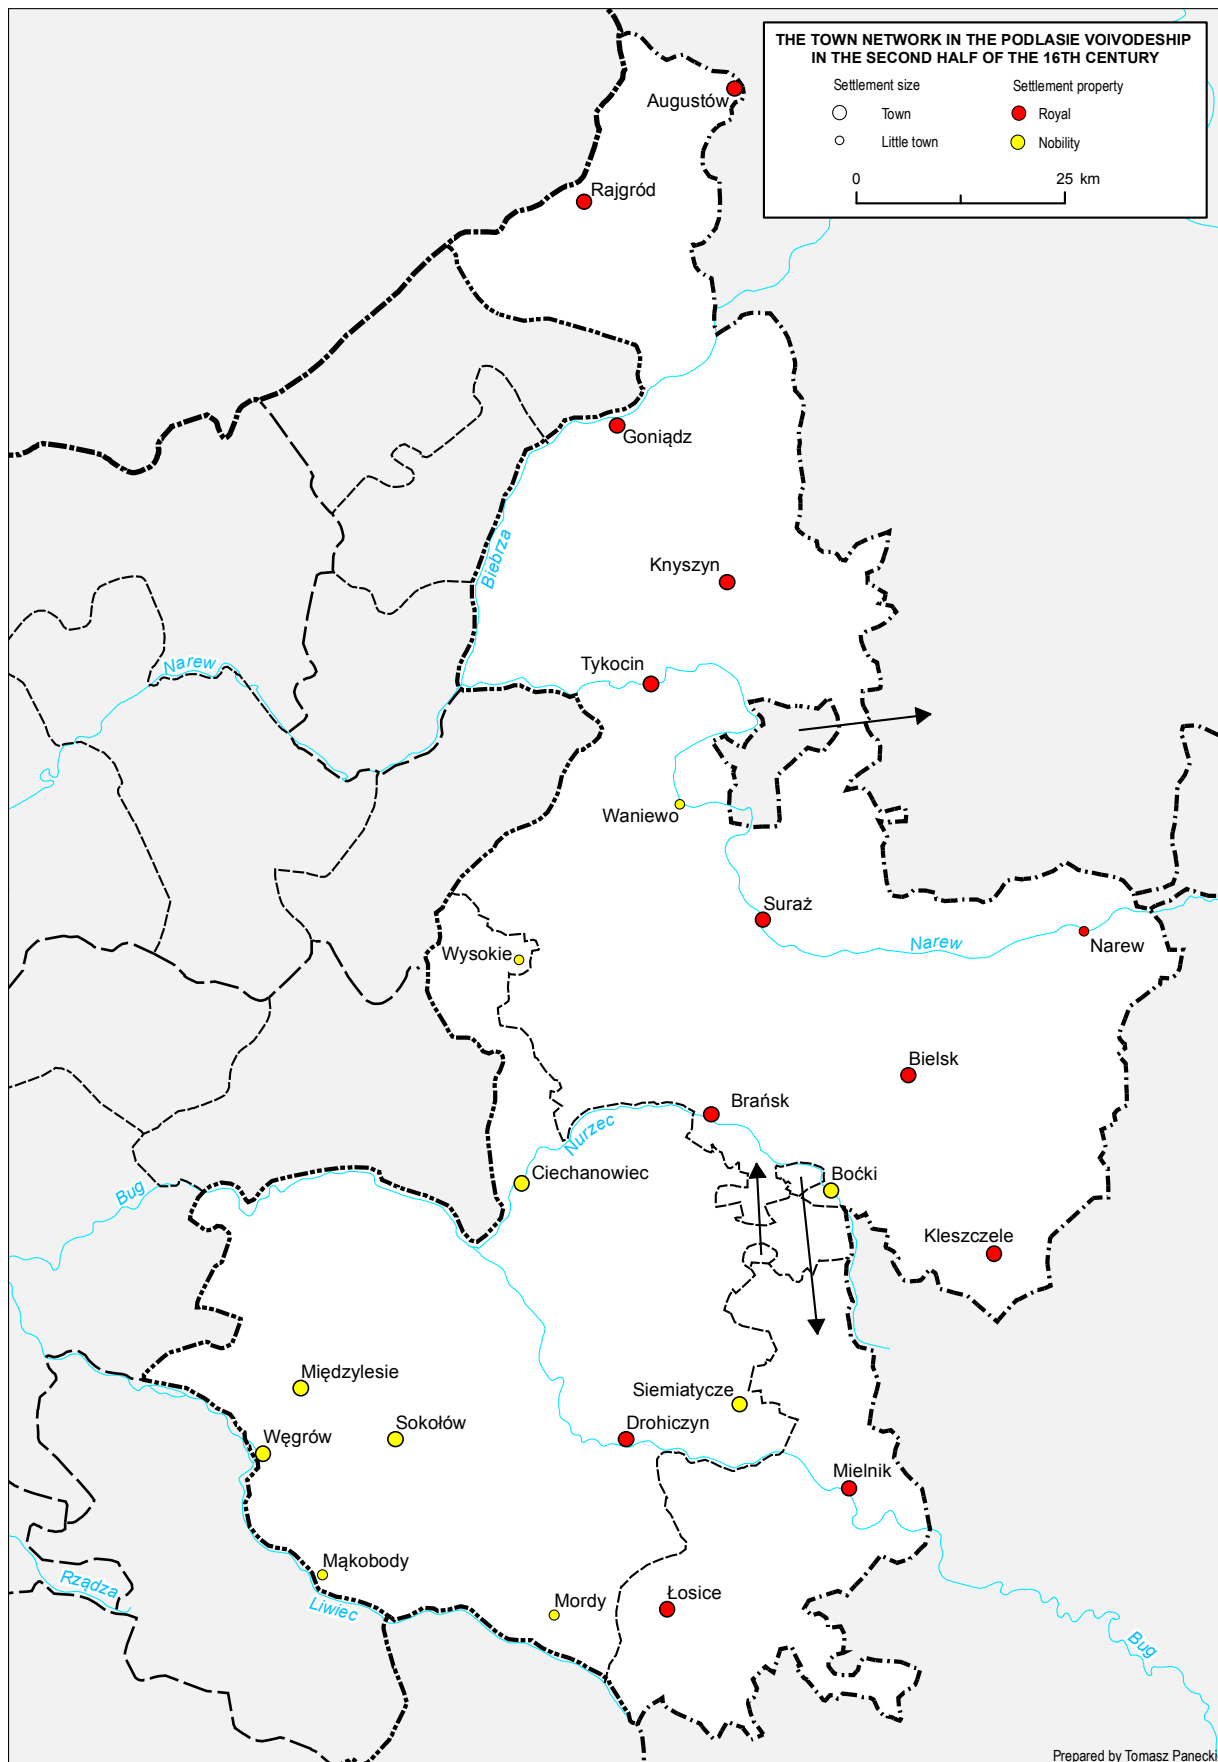 THE TOWN NETWORK IN THE PODLASIE VOIVODESHIP
IN THE SECOND HALF OF THE 16TH CENTURY
Settlement size
Settlement property
Town
Royal
Little town
Nobility
0
25 km
Augustów
Rajgród
Goniądz
Biebrza
Knyszyn
Tykocin
Narew
Waniewo
Suraż
Narew
Narew
Wysokie
Bielsk
Brańsk
Nurzec
Ciechanowiec
Boćki
Bug
Kleszczele
Międzylesie
Siemiatycze
Sokołów
Drohiczyn
Węgrów
Mielnik
Mąkobody
Rządza
Liwiec
Mordy
Łosice
Bug
Prepared by Tomasz Panecki